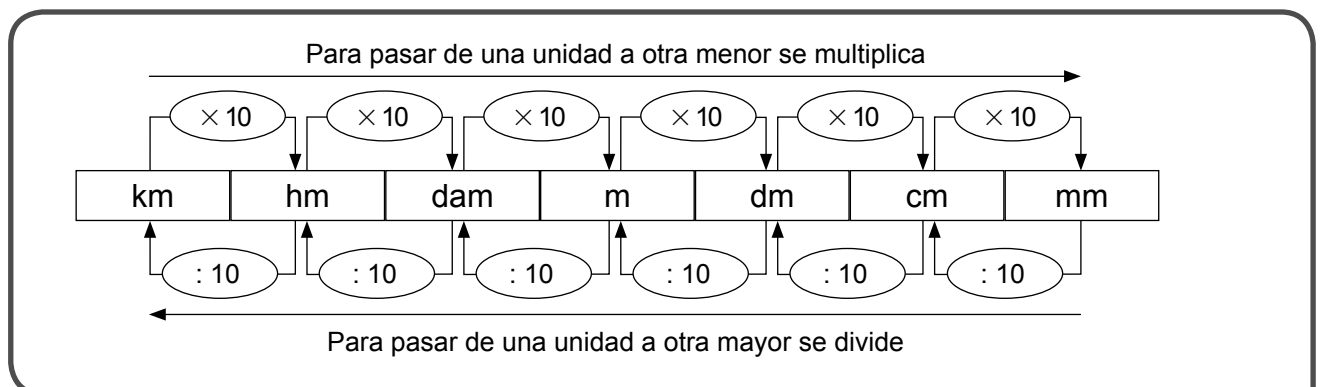 Para pasar de una unidad a otra menor se multiplica
× 10 × 10 × 10 × 10 × 10 × 10
km hm dam m dm cm mm
: 10 : 10 : 10 : 10 : 10 : 10
Para pasar de una unidad a otra mayor se divide